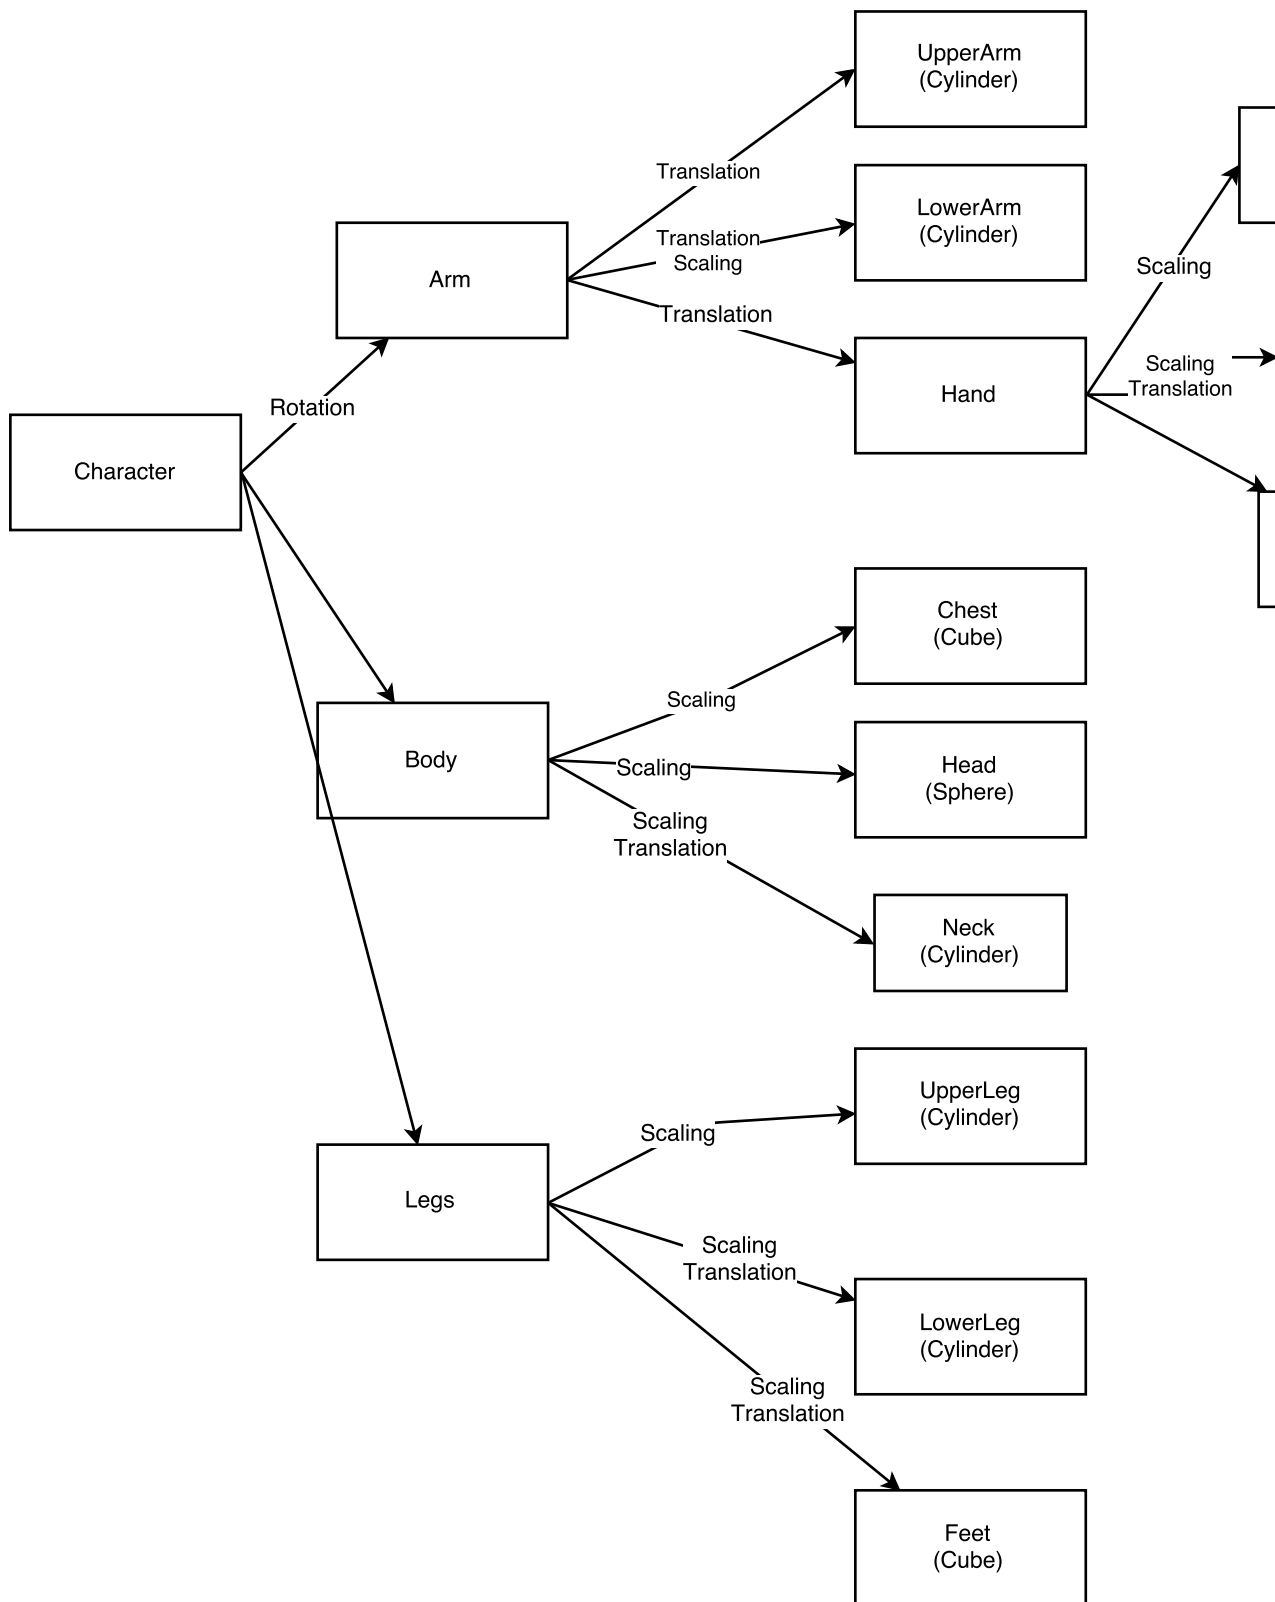 UpperArm
(Cylinder)
Translation
LowerArm
(Cylinder)
Translation
Scaling
Arm
Scaling
Translation
Hand
Scaling
Translation
Rotation
Character
Chest
(Cube)
Scaling
Body
Scaling
Head
(Sphere)
Scaling
Translation
Neck
(Cylinder)
UpperLeg
(Cylinder)
Scaling
Legs
Scaling
Translation
LowerLeg
(Cylinder)
Scaling
Translation
Feet
(Cube)